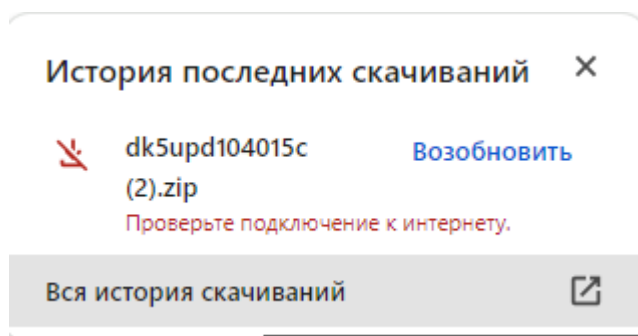 История последних скачиваний
dk5upd104015c
Возобновить
(2).zip
Проверьте подключение к интернету.
Вся история скачиваний